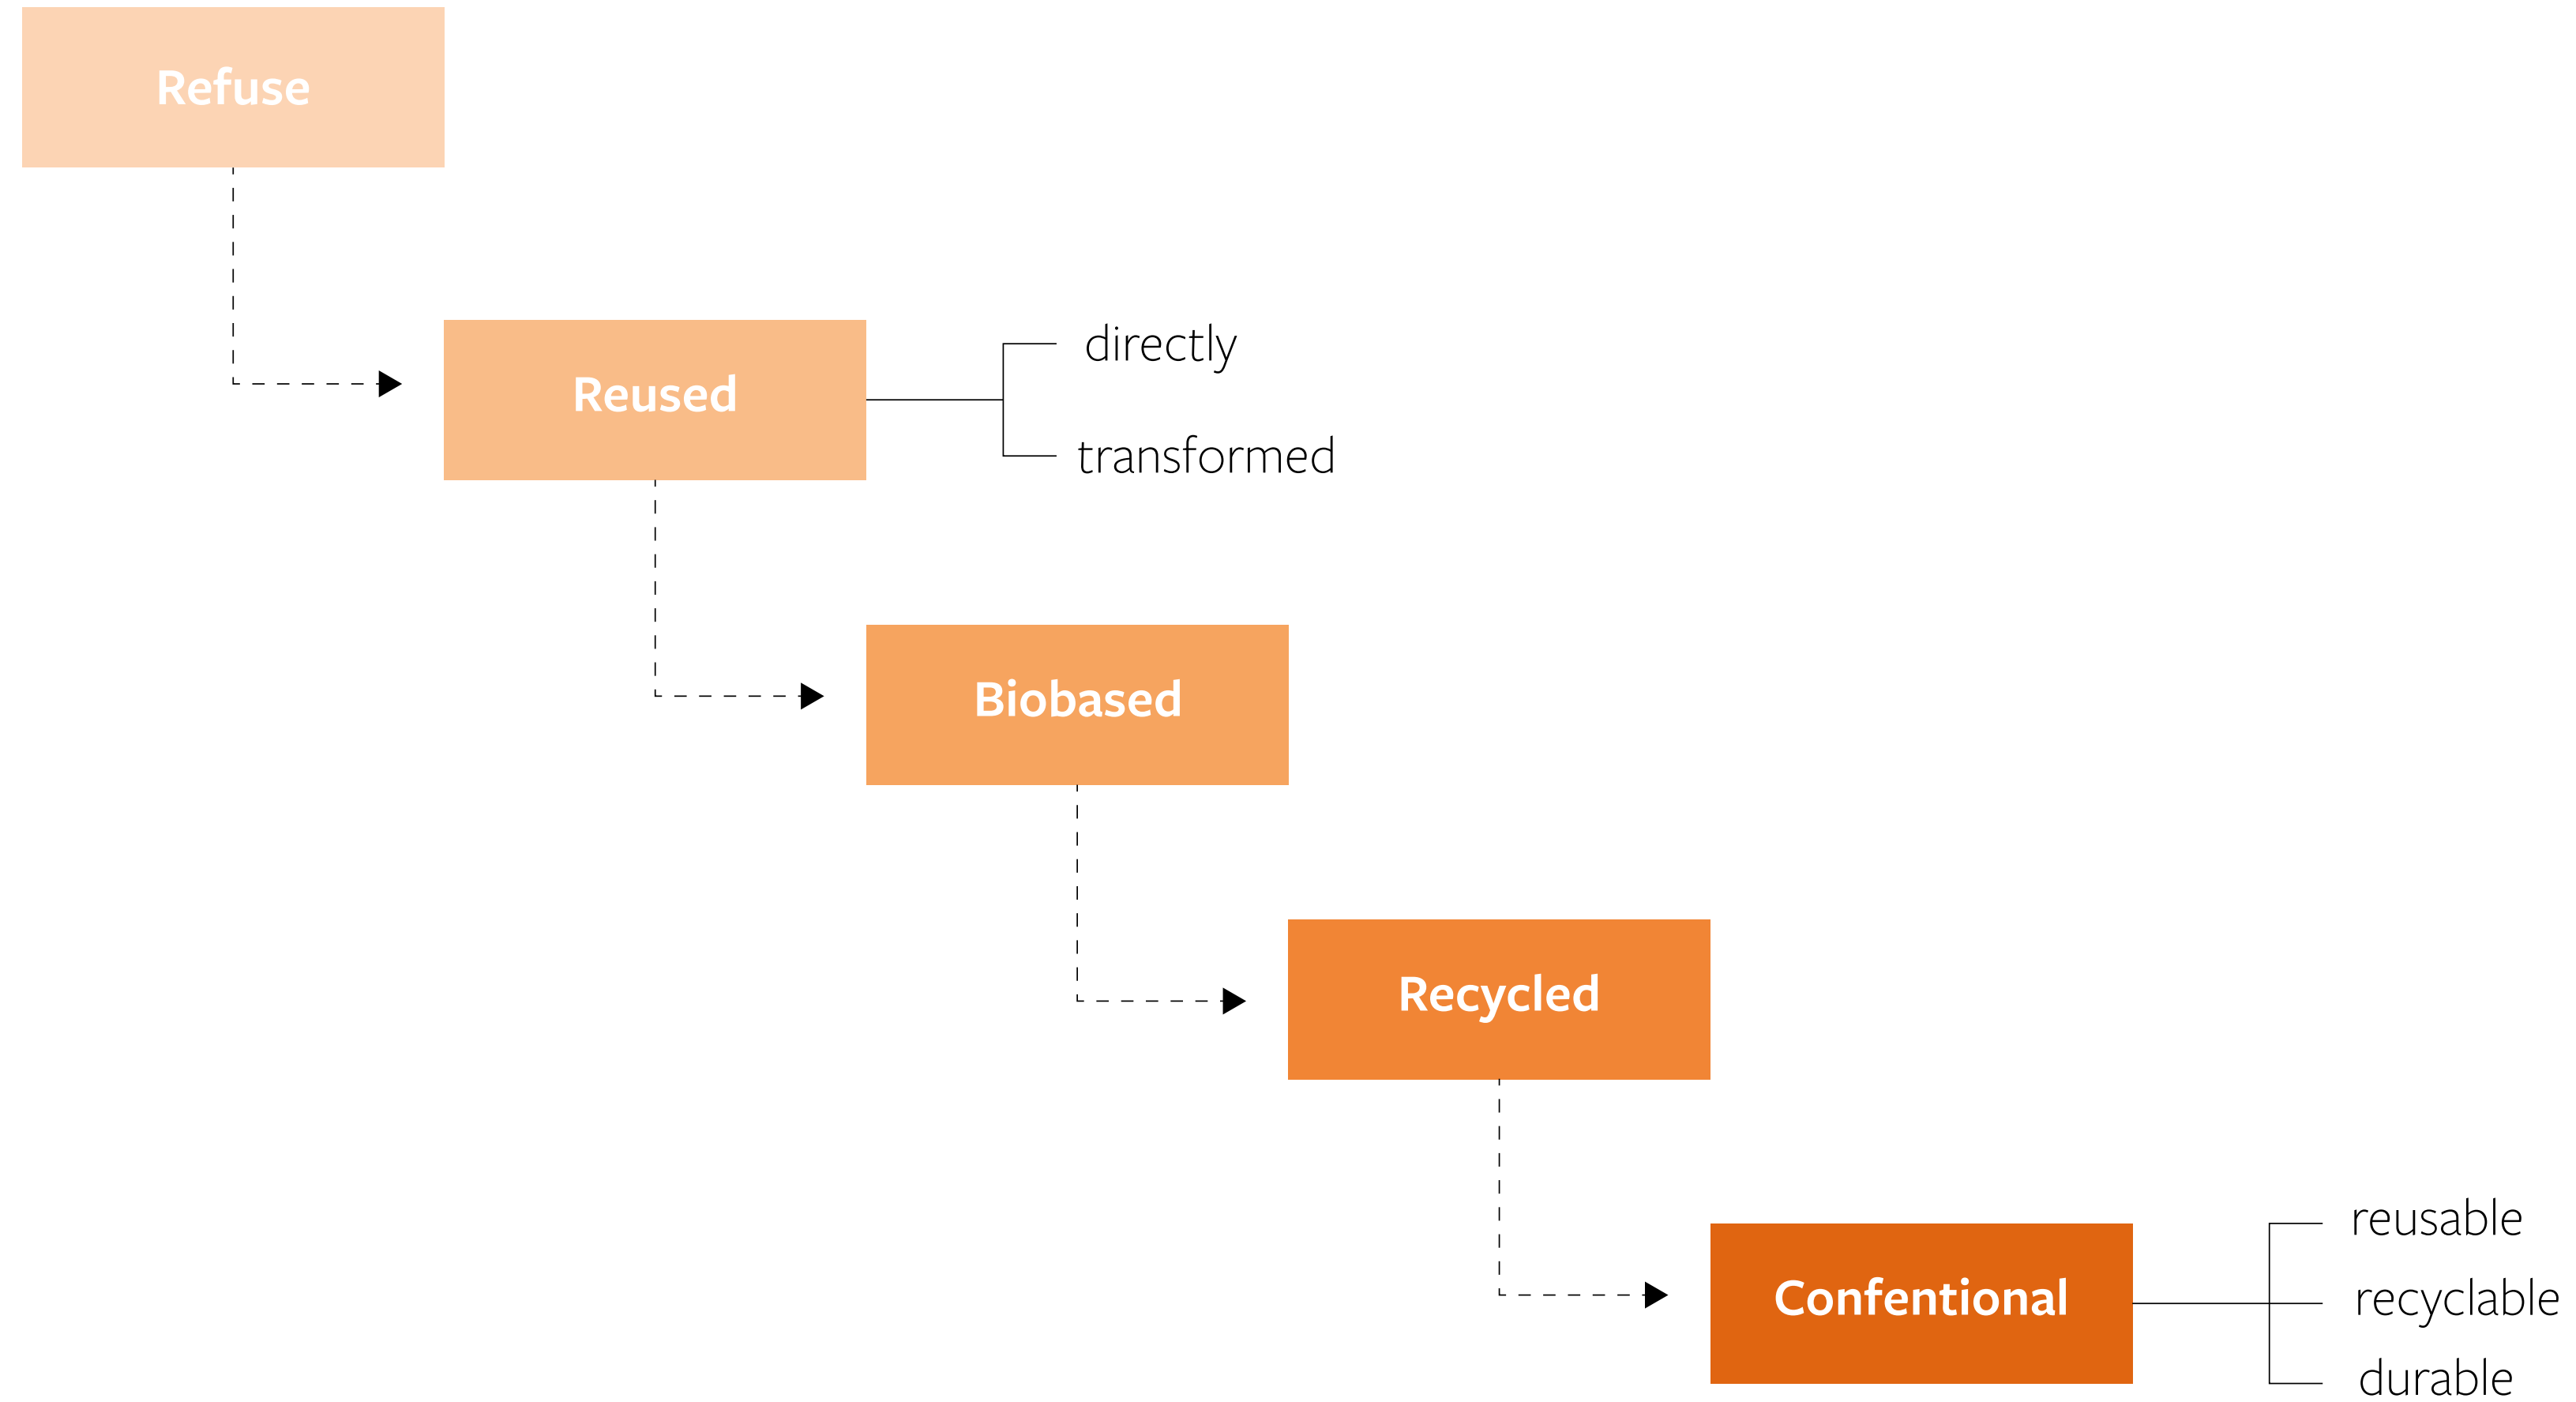 Refuse
Reused
directly
transformed
Biobased
Recycled
Confentional
reusable
recyclable
durable